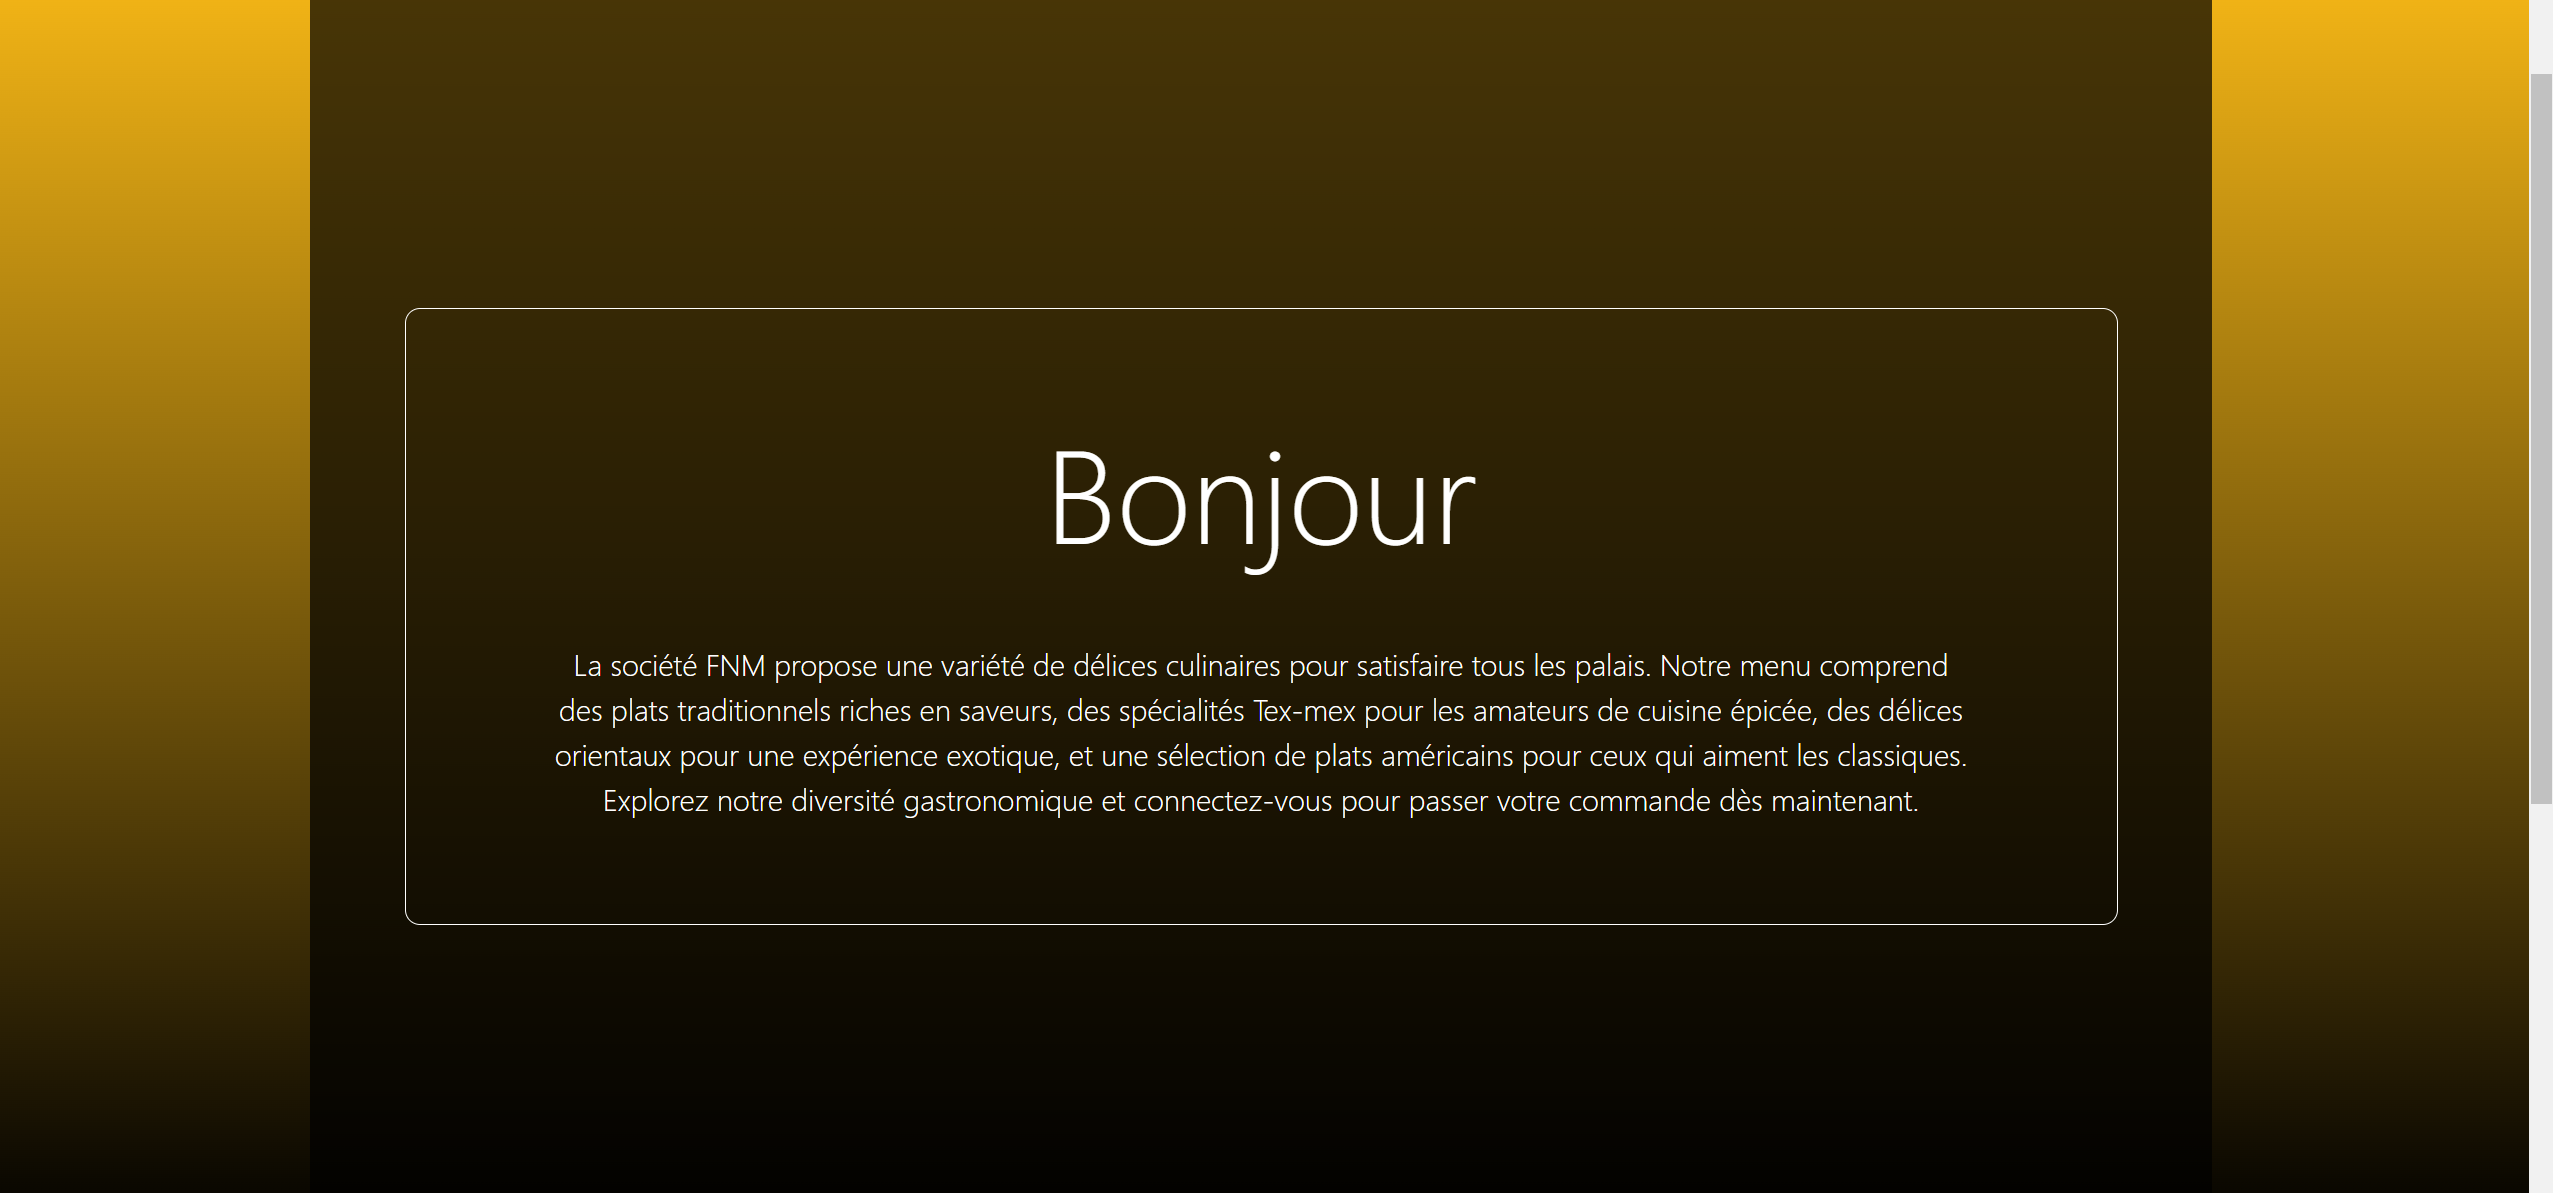 Bonjour
La société FNM propose une variété de délices culinaires pour satisfaire tous les palais. Notre menu comprend
des plats traditionnels riches en saveurs, des spécialités Tex-mex pour les amateurs de cuisine épicée, des délices
orientaux pour une expérience exotique, et une sélection de plats américains pour ceux qui aiment les classiques.
Explorez notre diversité gastronomique et connectez-vous pour passer votre commande dès maintenant.